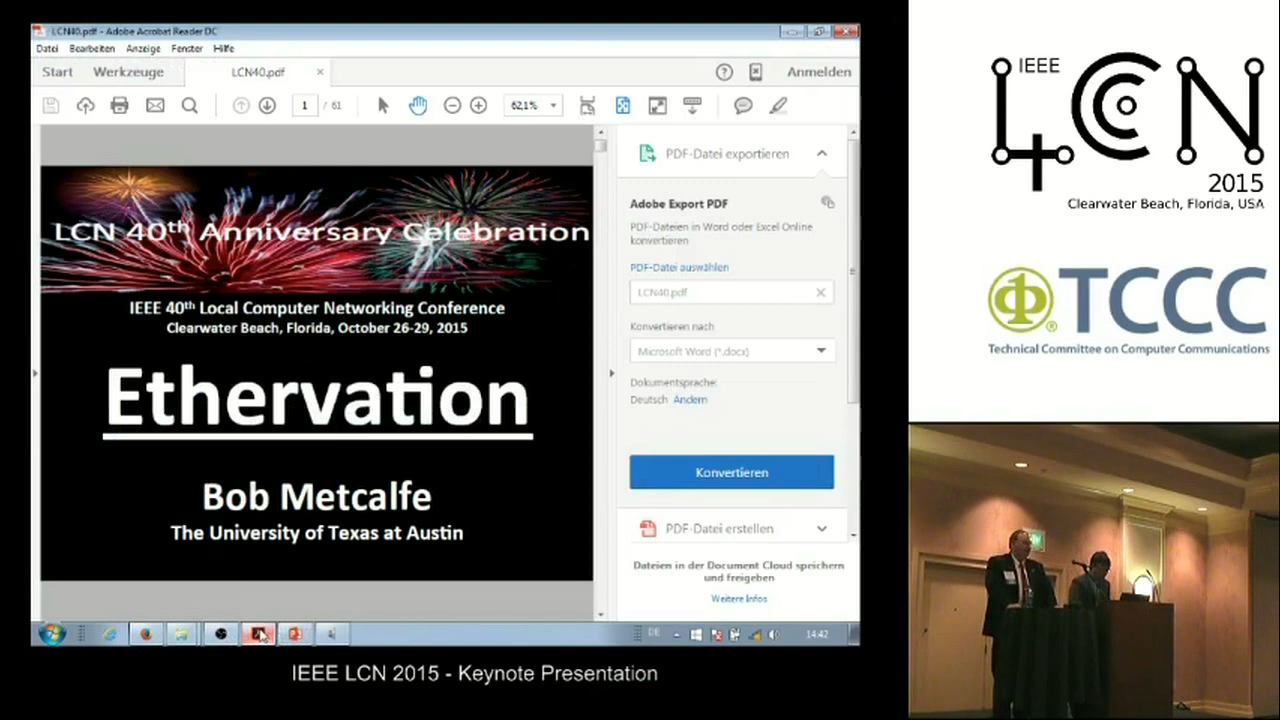 LCN40.pdf - Adobe Acrobat Reader DC
Datei Bearbeiten Anzeige Fenster Hilfe
Start Werkzeuge LCN40.pdf × Anmelden
1 / 61 62,1%
LCN 40th Anniversary Celebration
IEEE 40th Local Computer Networking Conference
Clearwater Beach, Florida, October 26-29, 2015
Ethervation
Bob Metcalfe
The University of Texas at Austin
PDF-Datei exportieren
Adobe Export PDF
PDF-Dateien in Word oder Excel Online
konvertieren
PDF-Datei auswählen
LCN40.pdf
Konvertieren nach
Microsoft Word (*.docx)
Dokumentsprache:
Deutsch Ändern
Konvertieren
PDF-Datei erstellen
Dateien in der Document Cloud speichern
und freigeben
Weitere Infos
DE 14:42
IEEE LCN 2015 - Keynote Presentation
IEEE
LCN
2015
Clearwater Beach, Florida, USA
TCCC
Technical Committee on Computer Communications